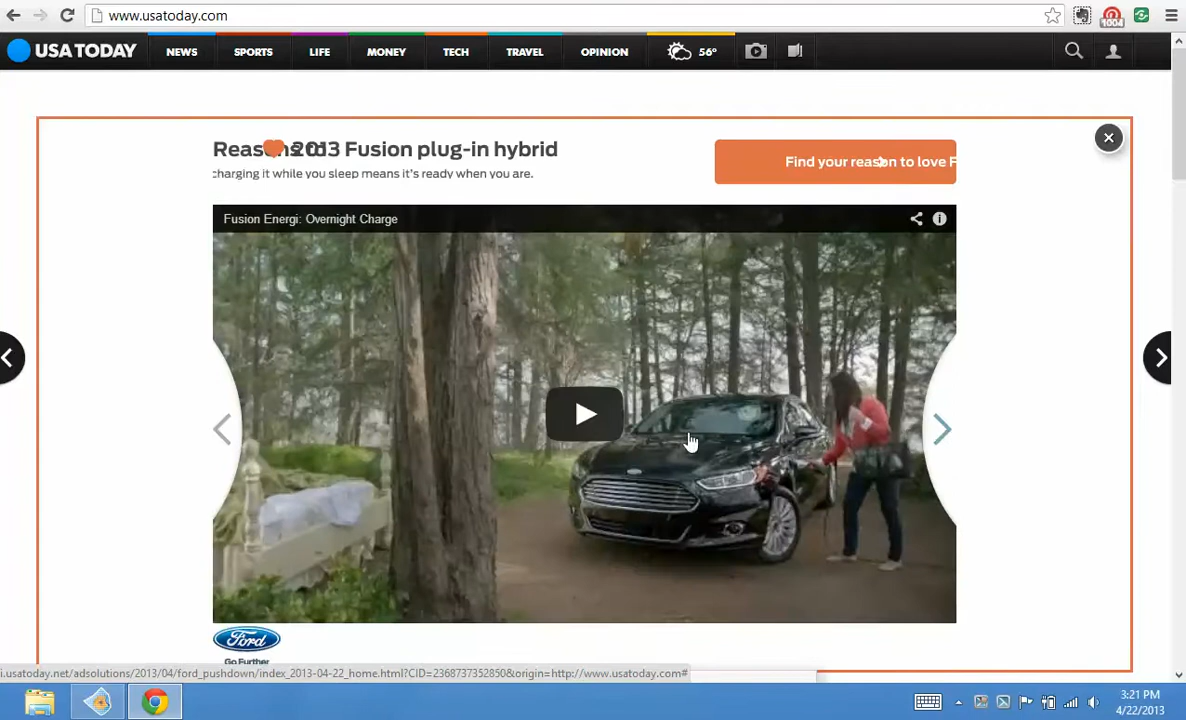 www.usatoday.com
1004
USA TODAY
NEWS
SPORTS
LIFE
MONEY
TECH
TRAVEL
OPINION
56°
2013 Fusion plug-in hybrid
charging it while you sleep means it's ready when you are.
Find your reason to love F
Fusion Energi: Overnight Charge
Ford
Go Further
i.usatoday.net/adsolutions/2013/04/ford_pushdown/index_2013-04-22_home.html?CID=2368737352850&origin=http://www.usatoday.com#
3:21 PM
4/22/2013